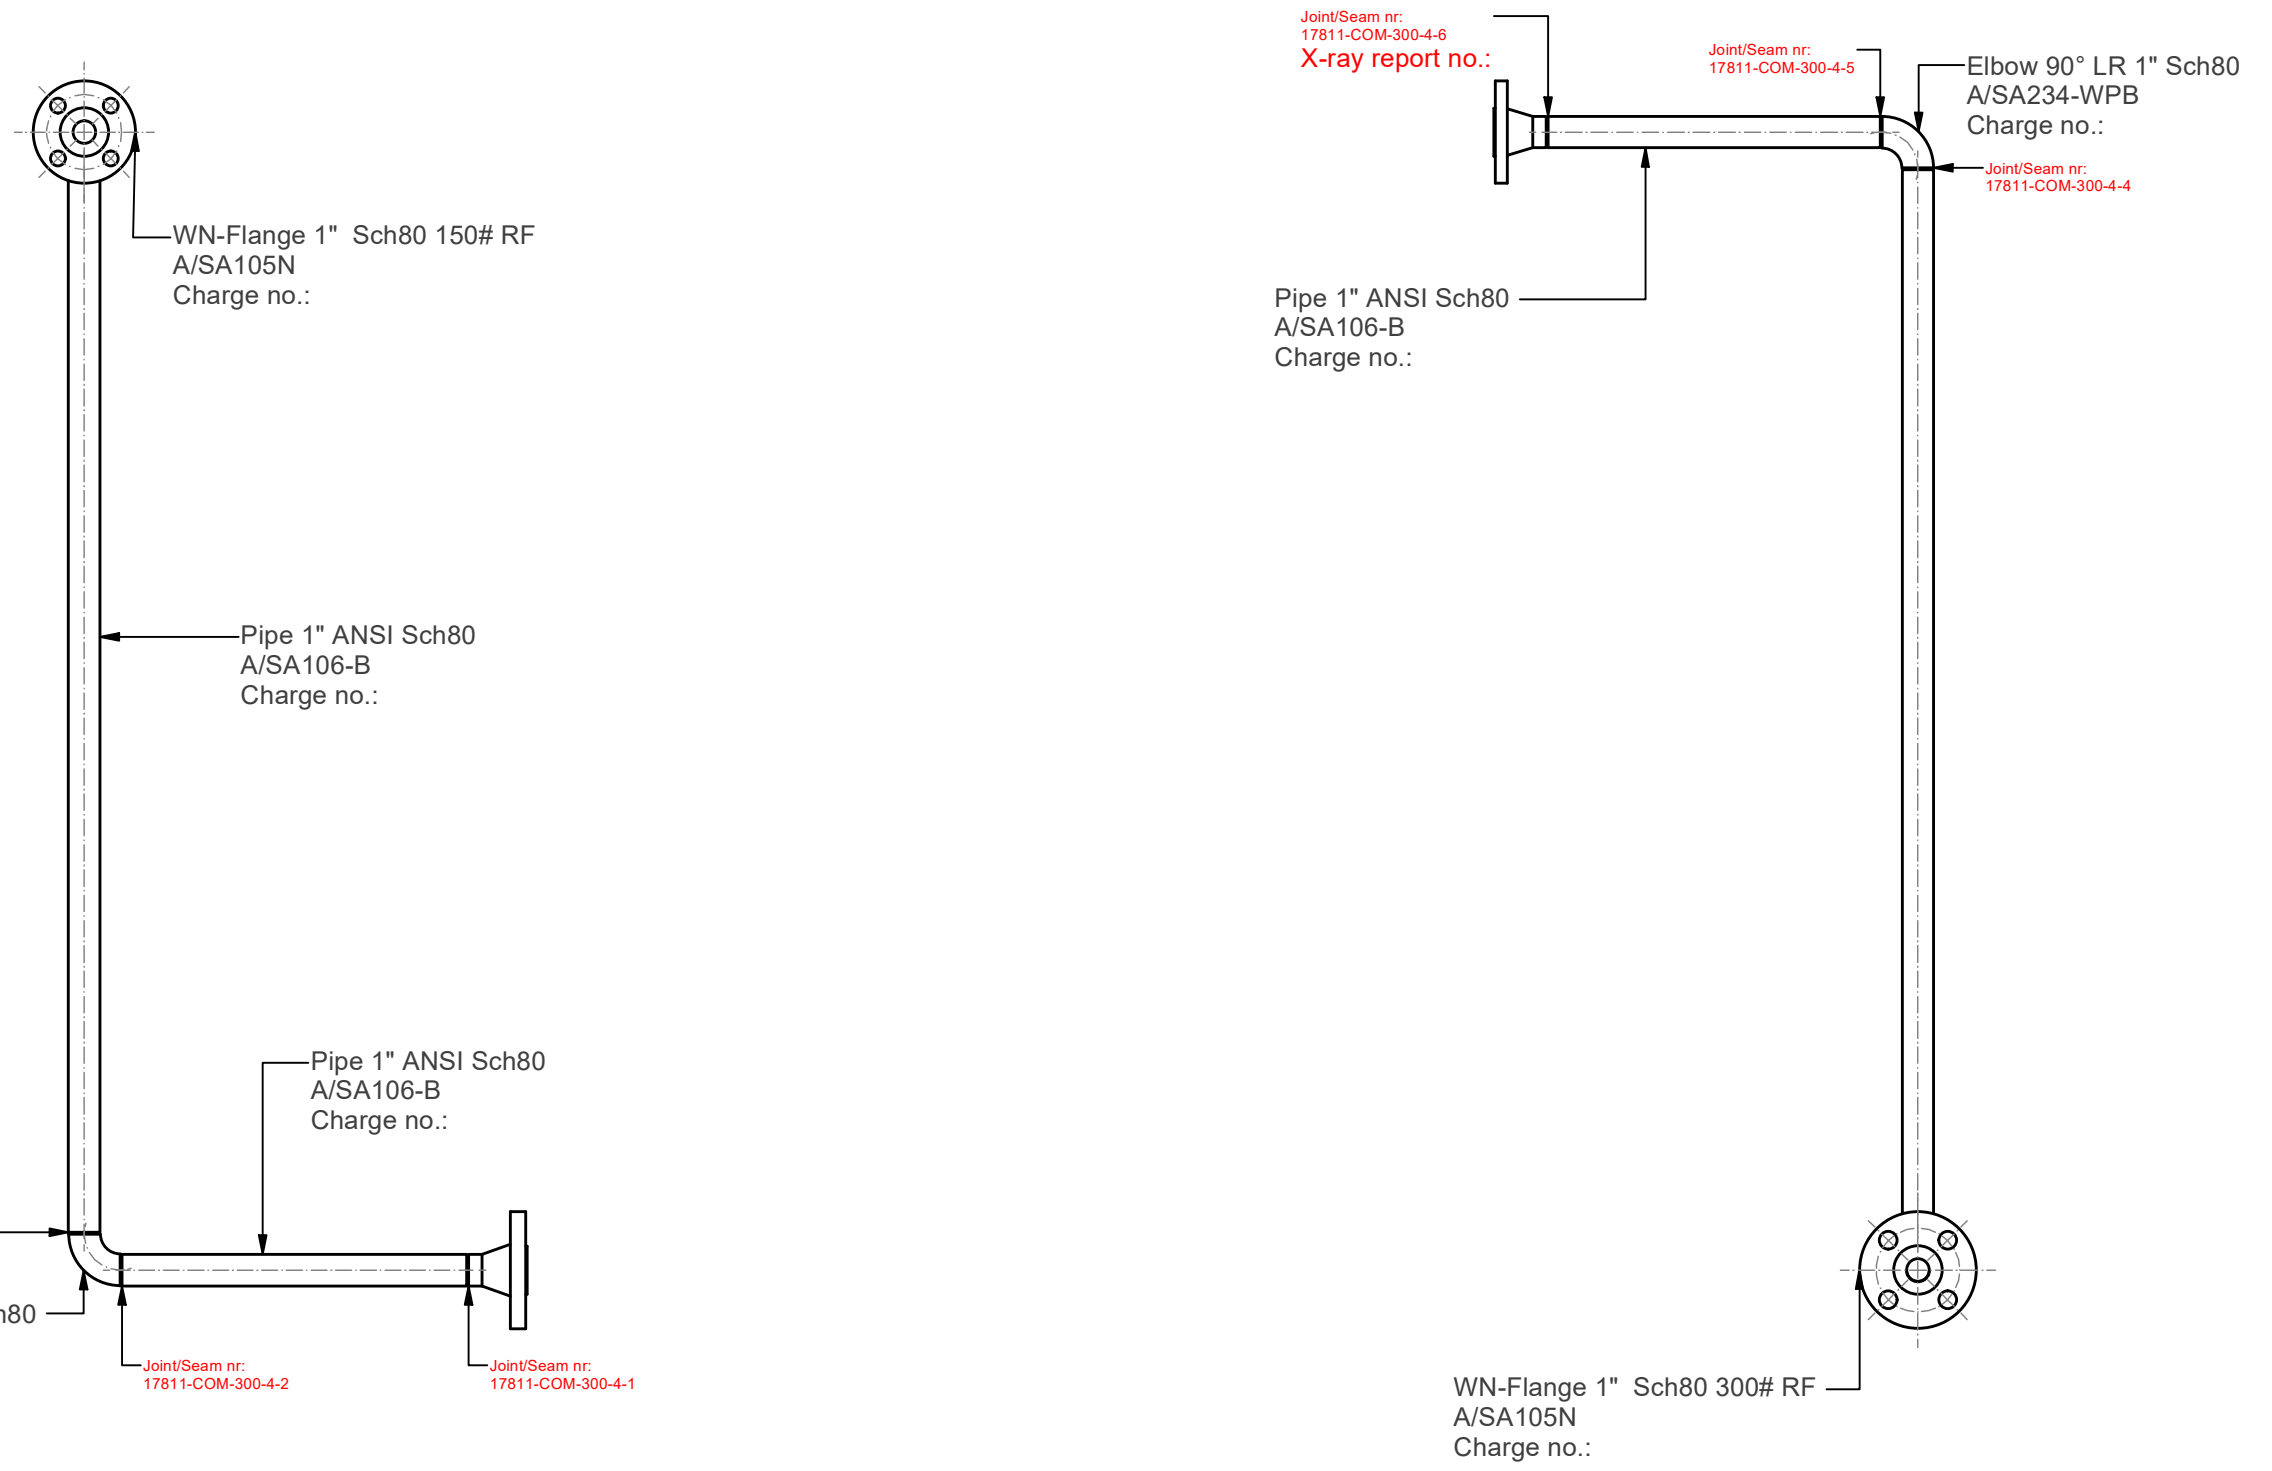 Joint/Seam nr:
17811-COM-300-4-6
X-ray report no.:
Joint/Seam nr:
17811-COM-300-4-5
Elbow 90° LR 1" Sch80
A/SA234-WPB
Charge no.:
Joint/Seam nr:
17811-COM-300-4-4
WN-Flange 1"  Sch80 150# RF
A/SA105N
Charge no.:
Pipe 1" ANSI Sch80
A/SA106-B
Charge no.:
Pipe 1" ANSI Sch80
A/SA106-B
Charge no.:
Pipe 1" ANSI Sch80
A/SA106-B
Charge no.:
h80
Joint/Seam nr:
17811-COM-300-4-2
Joint/Seam nr:
17811-COM-300-4-1
WN-Flange 1"  Sch80 300# RF
A/SA105N
Charge no.: